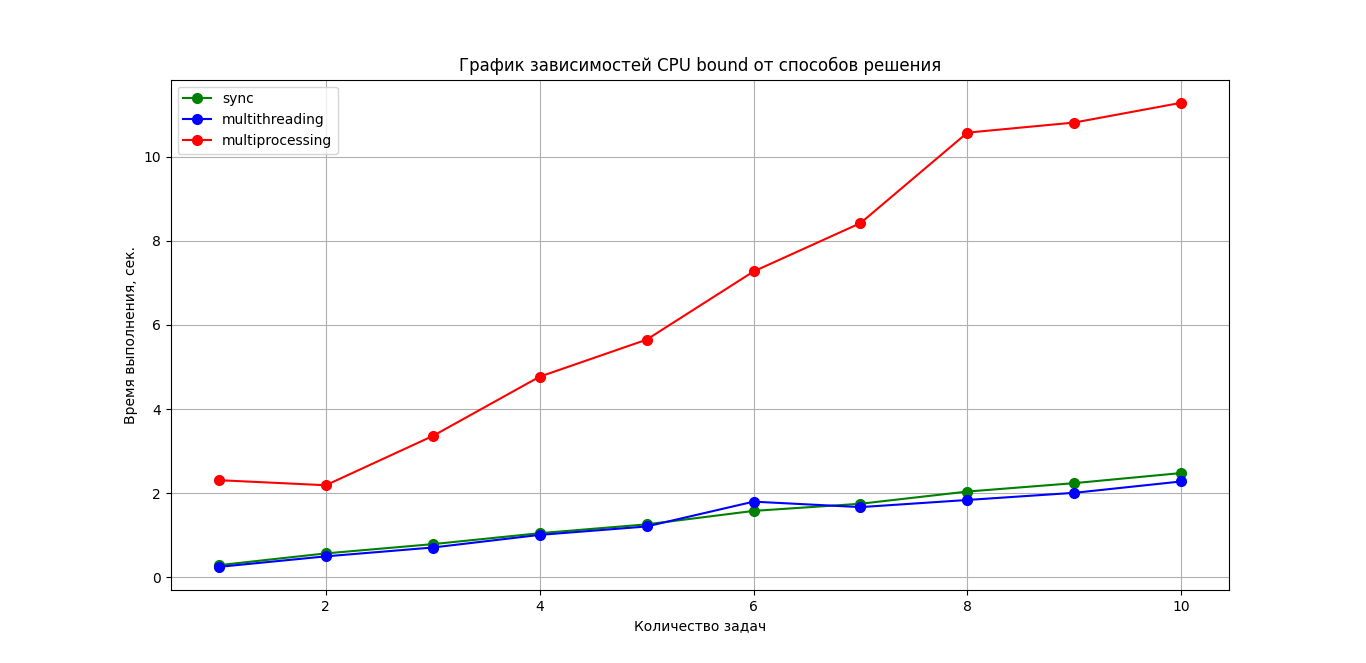 График зависимостей CPU bound от способов решения
sync
multithreading
multiprocessing
Время выполнения, сек.
10
8
6
4
2
0
2
4
6
8
10
Количество задач